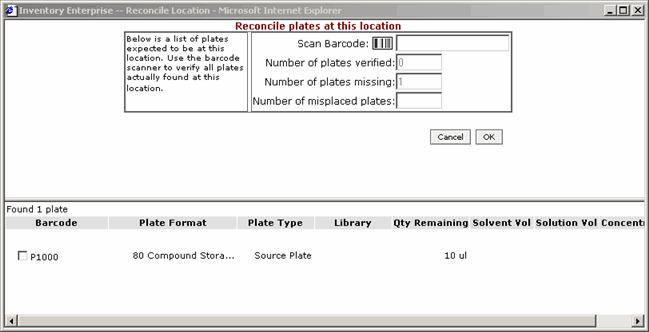 Inventory Enterprise -- Reconcile Location - Microsoft Internet Explorer
Reconcile plates at this location
Below is a list of plates
expected to be at this
location. Use the barcode
scanner to verify all plates
actually found at this
location.
Scan Barcode:
Number of plates verified: 0
Number of plates missing: 1
Number of misplaced plates:
Cancel OK
Found 1 plate
Barcode Plate Format Plate Type Library Qty Remaining Solvent Vol Solution Vol Concentr
P1000 80 Compound Stora... Source Plate 10 ul